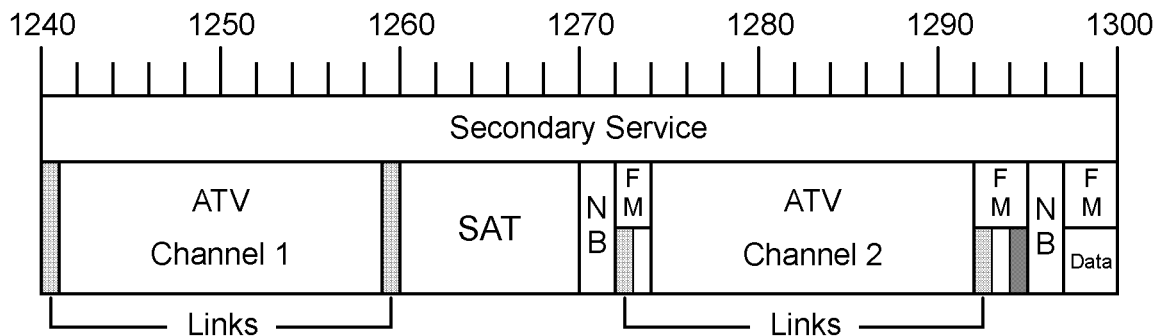 1240 1250 1260 1270 1280 1290 1300
Secondary Service
ATV
Channel 1
SAT
N
B
F
M
ATV
Channel 2
F
M
N
B
F
M
Data
Links
Links